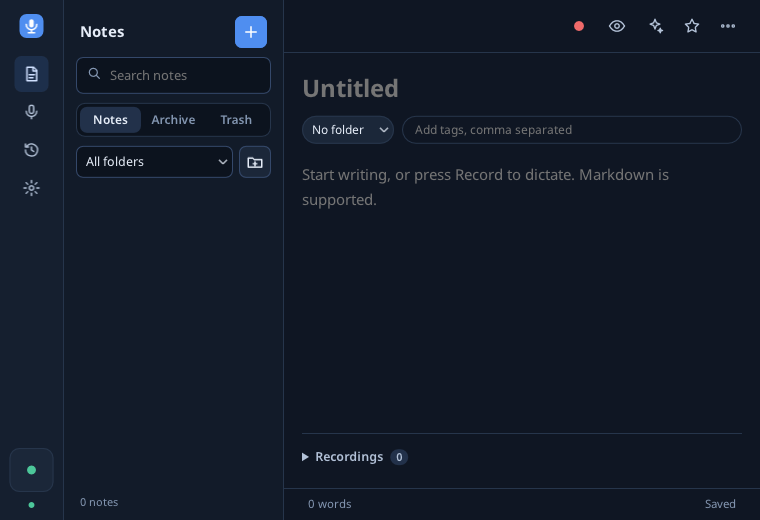 Notes
Search notes
Notes Archive Trash
All folders
0 notes
Untitled
No folder Add tags, comma separated
Start writing, or press Record to dictate. Markdown is
supported.
Recordings 0
0 words Saved